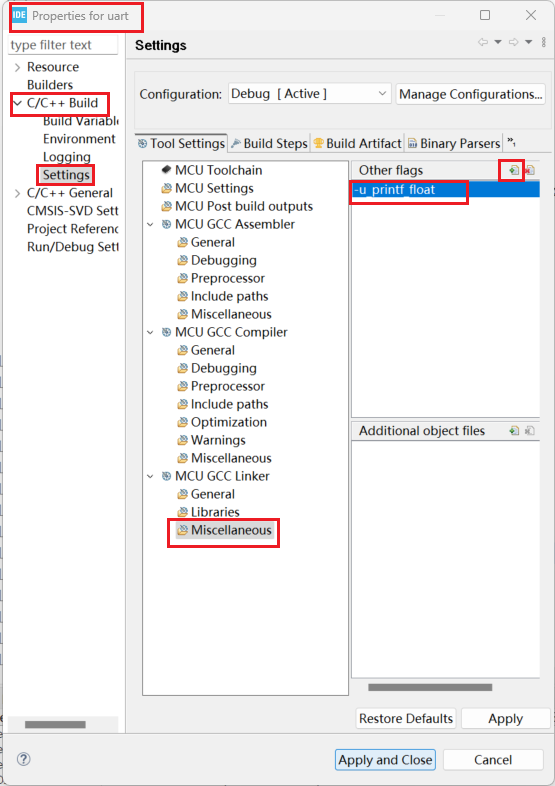 IDE Properties for uart
type filter text
Settings
Resource
Builders
C/C++ Build
Build Variable
Environment
Logging
Settings
C/C++ General
CMSIS-SVD Sett
Project Referenc
Run/Debug Sett
Configuration: Debug [ Active ] Manage Configurations...
Tool Settings Build Steps Build Artifact Binary Parsers »1
MCU Toolchain
MCU Settings
MCU Post build outputs
MCU GCC Assembler
General
Debugging
Preprocessor
Include paths
Miscellaneous
MCU GCC Compiler
General
Debugging
Preprocessor
Include paths
Optimization
Warnings
Miscellaneous
MCU GCC Linker
General
Libraries
Miscellaneous
Other flags
-u_printf_float
Additional object files
Restore Defaults Apply
? Apply and Close Cancel